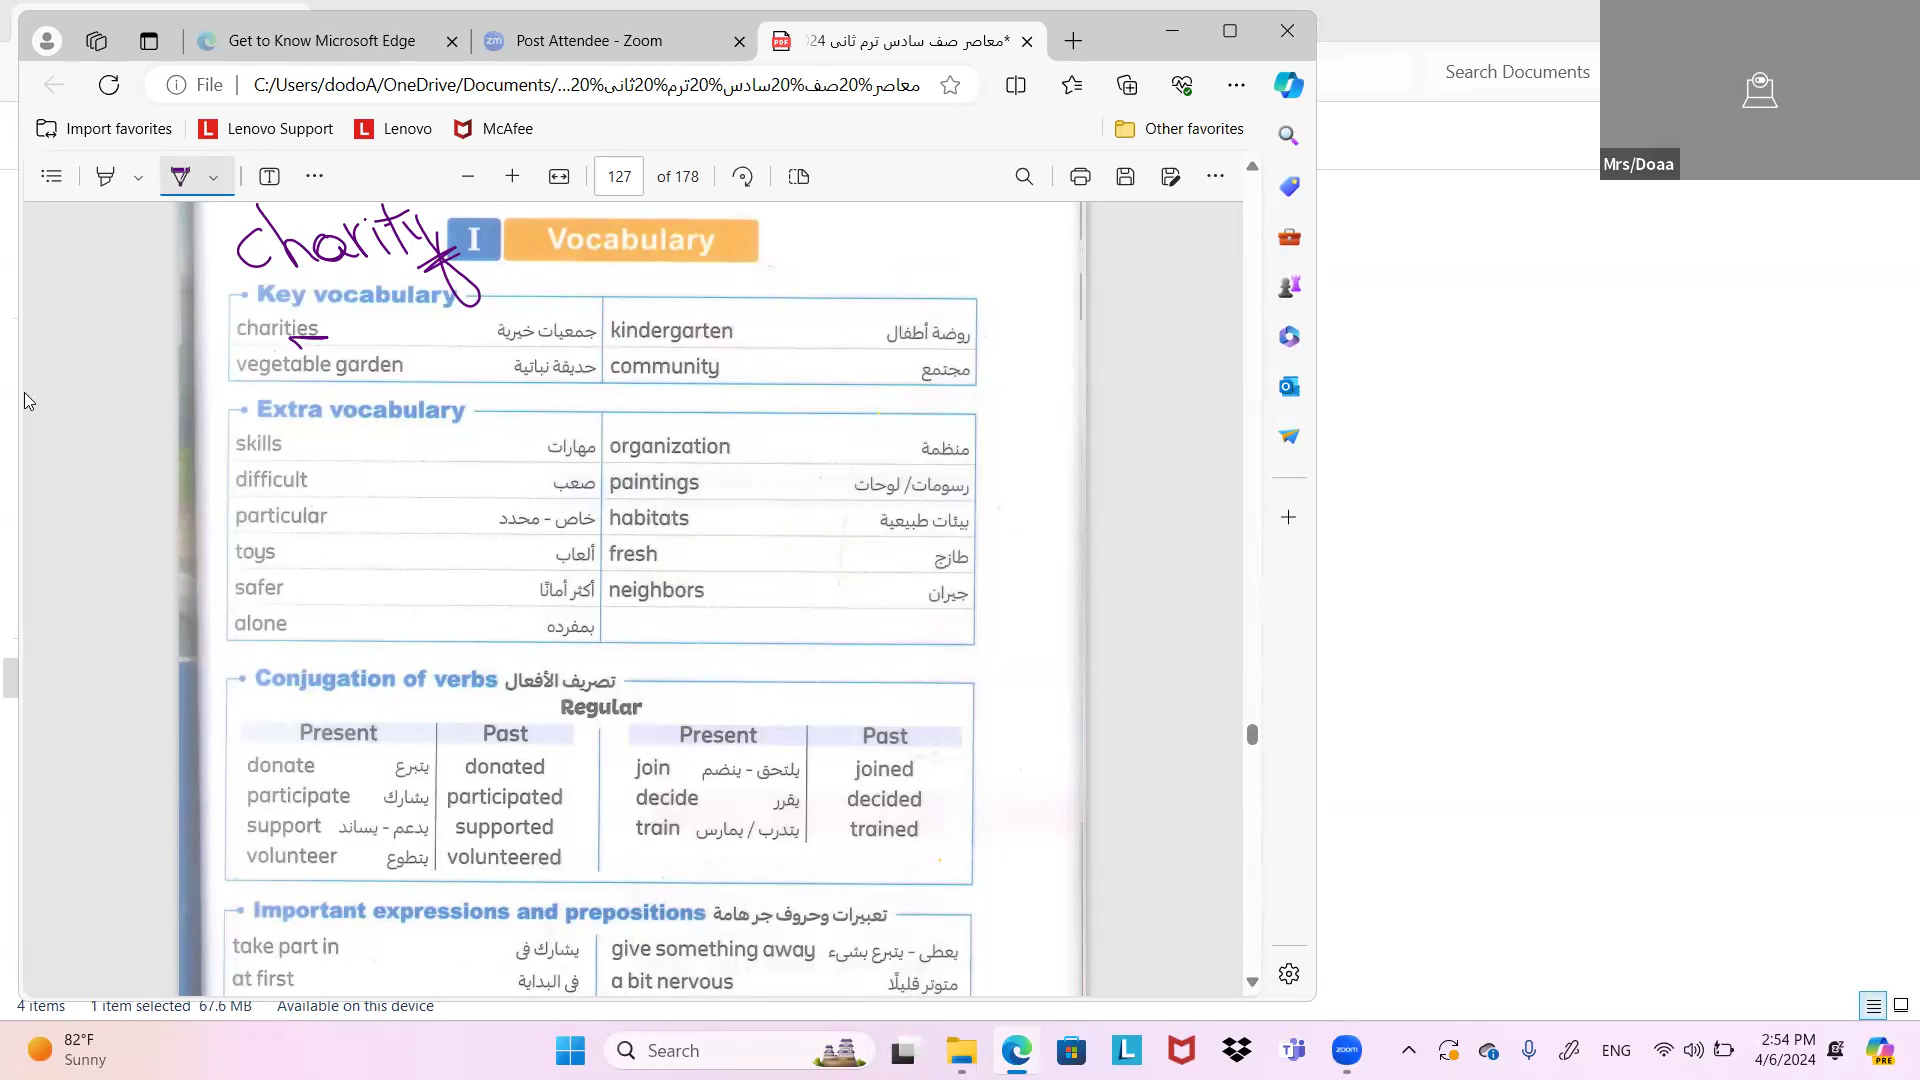 Get to Know Microsoft Edge
Post Attendee - Zoom
*معاصر صف سادس ترم ثانى 2024
Search Documents
File
C:/Users/dodoA/OneDrive/Documents/...معاصر%20صف%20سادس%20ترم%20ثانى%20
Import favorites
Lenovo Support
Lenovo
McAfee
Other favorites
Mrs/Doaa
127 of 178
charity
I Vocabulary
Key vocabulary
charities جمعيات خيرية kindergarten روضة أطفال
vegetable garden حديقة نباتية community مجتمع
Extra vocabulary
skills مهارات organization منظمة
difficult صعب paintings رسومات/ لوحات
particular خاص - محدد habitats بيئات طبيعية
toys ألعاب fresh طازج
safer أكثر أمانًا neighbors جيران
alone بمفرده
Conjugation of verbs تصريف الأفعال
Regular
Present Past Present Past
donate يتبرع donated join يلتحق - ينضم joined
participate يشارك participated decide يقرر decided
support يدعم - يساند supported train يتدرب / يمارس trained
volunteer يتطوع volunteered
Important expressions and prepositions تعبيرات وحروف جر هامة
take part in يشارك فى give something away يعطى - يتبرع بشىء
at first فى البداية a bit nervous متوتر قليلًا
4 items 1 item selected 67.6 MB Available on this device
82°F
Sunny
Search
ENG
2:54 PM
4/6/2024